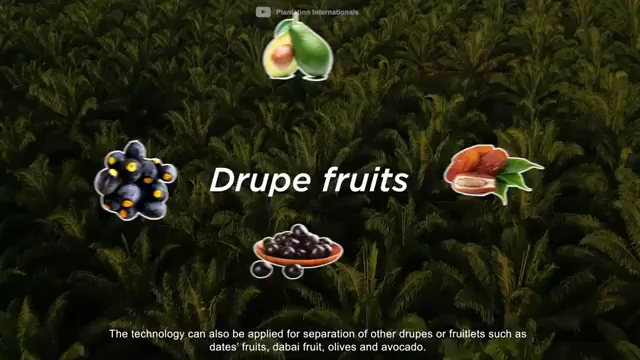 Plantation Internationals
Drupe fruits
The technology can also be applied for separation of other drupes or fruitlets such as
dates' fruits, dabai fruit, olives and avocado.